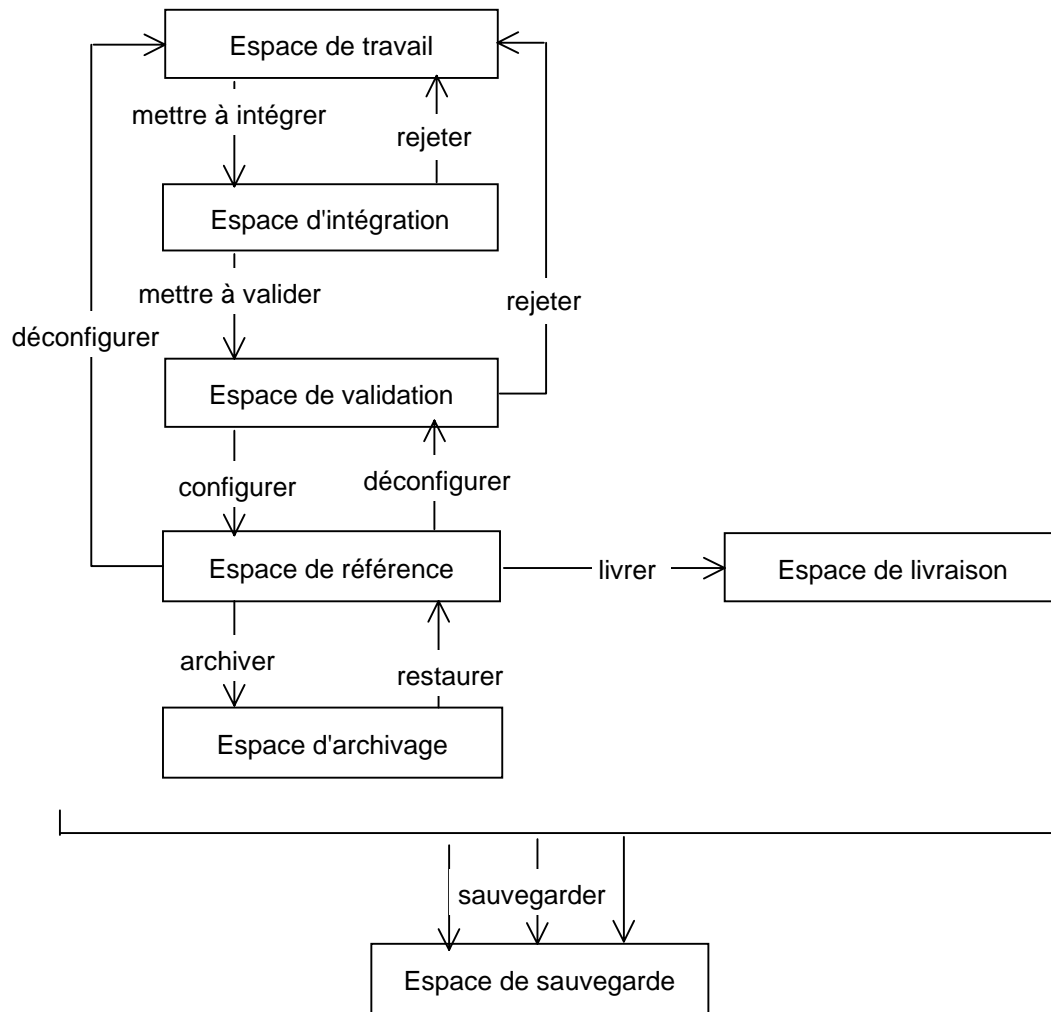 Espace de travail
mettre à intégrer
rejeter
Espace d'intégration
mettre à valider
rejeter
déconfigurer
Espace de validation
configurer
déconfigurer
Espace de référence
livrer
Espace de livraison
archiver
restaurer
Espace d'archivage
sauvegarder
Espace de sauvegarde